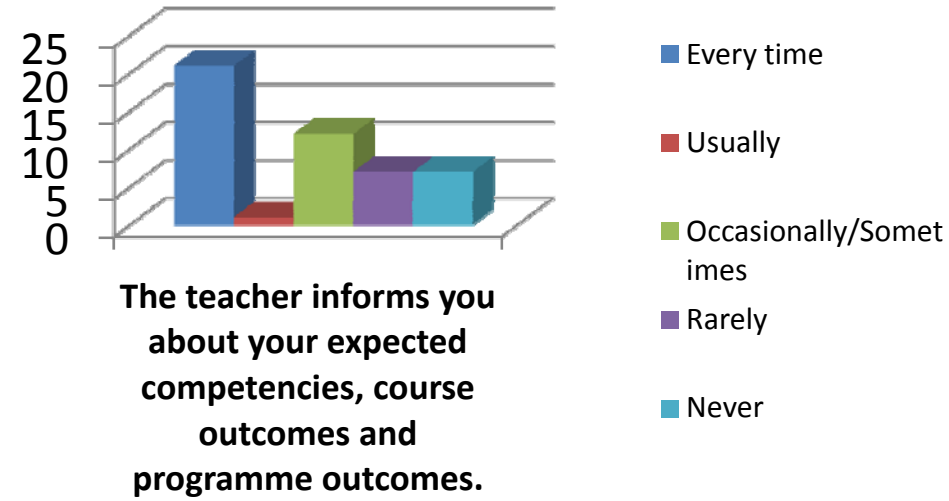 25
20
15
10
5
0
The teacher informs you
about your expected
competencies, course
outcomes and
programme outcomes.
Every time
Usually
Occasionally/Somet
imes
Rarely
Never